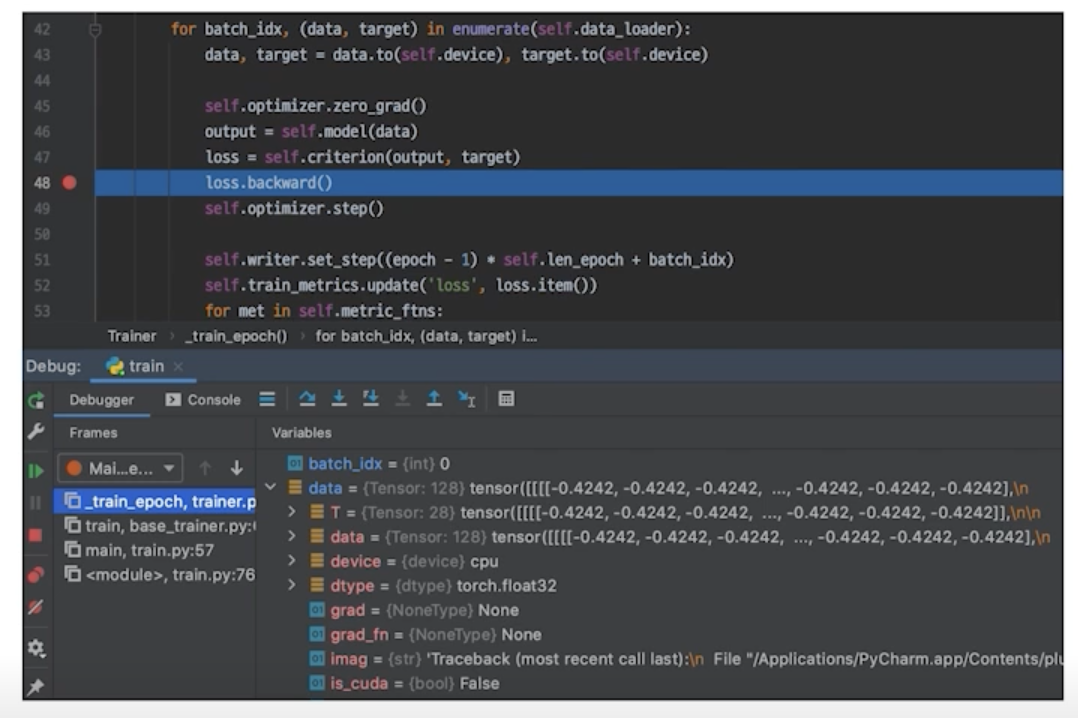 42 for batch_idx, (data, target) in enumerate(self.data_loader):
43 data, target = data.to(self.device), target.to(self.device)
44
45 self.optimizer.zero_grad()
46 output = self.model(data)
47 loss = self.criterion(output, target)
48 loss.backward()
49 self.optimizer.step()
50
51 self.writer.set_step((epoch - 1) * self.len_epoch + batch_idx)
52 self.train_metrics.update('loss', loss.item())
53 for met in self.metric_ftns:
Trainer › _train_epoch() › for batch_idx, (data, target) i...
Debug: train ×
Debugger Console
Frames
Mai...e...
_train_epoch, trainer.p
train, base_trainer.py:
main, train.py:57
<module>, train.py:76
Variables
batch_idx = {int} 0
data = {Tensor: 128} tensor([[[[-0.4242, -0.4242, -0.4242, ..., -0.4242, -0.4242, -0.4242],\n
T = {Tensor: 28} tensor([[[[-0.4242, -0.4242, -0.4242, ..., -0.4242, -0.4242, -0.4242]],\n\n
data = {Tensor: 128} tensor([[[[-0.4242, -0.4242, -0.4242, ..., -0.4242, -0.4242, -0.4242],\n
device = {device} cpu
dtype = {dtype} torch.float32
grad = {NoneType} None
grad_fn = {NoneType} None
imag = {str} 'Traceback (most recent call last):\n File "/Applications/PyCharm.app/Contents/plu
is_cuda = {bool} False